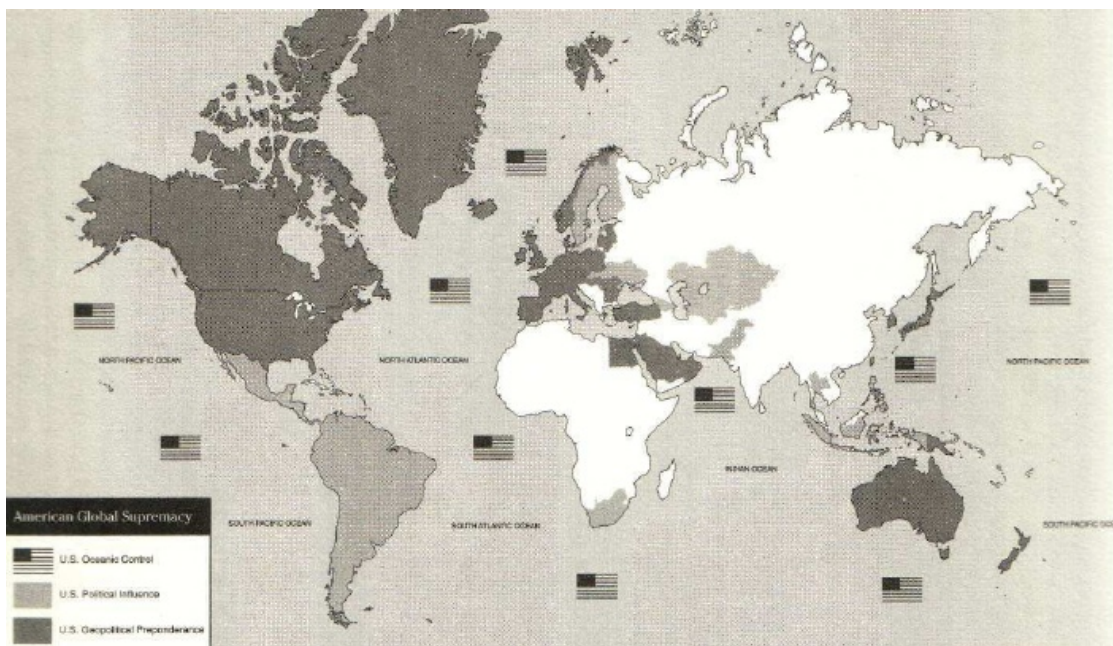 NORTH PACIFIC OCEAN
NORTH ATLANTIC OCEAN
NORTH PACIFIC OCEAN
INDIAN OCEAN
SOUTH PACIFIC OCEAN
SOUTH ATLANTIC OCEAN
SOUTH PACIFIC OC
American Global Supremacy
U.S. Oceanic Control
U.S. Political Influence
U.S. Geopolitical Preponderance